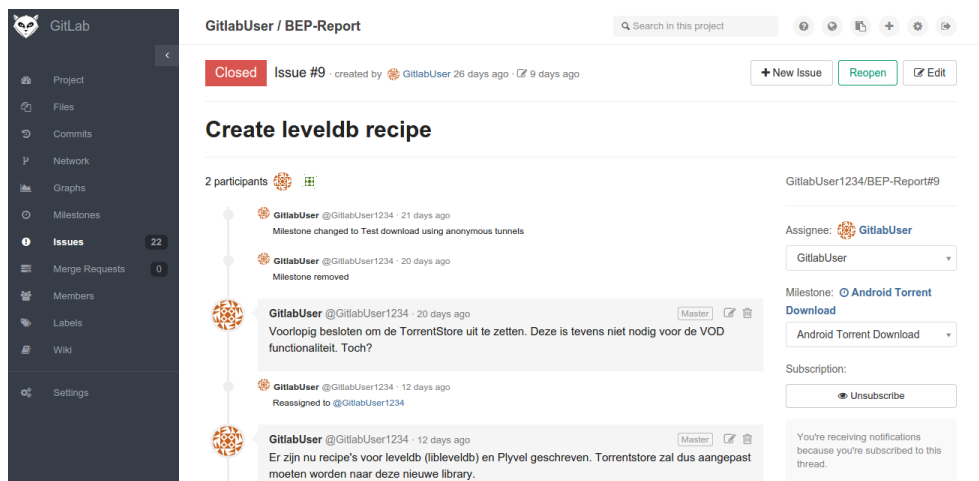 GitLab
GitlabUser / BEP-Report
Search in this project
Project
Files
Commits
Network
Graphs
Milestones
Issues 22
Merge Requests 0
Members
Labels
Wiki
Settings
Closed Issue #9 · created by GitlabUser 26 days ago · 9 days ago
New Issue
Reopen
Edit
Create leveldb recipe
2 participants
GitlabUser @GitlabUser1234 · 21 days ago
Milestone changed to Test download using anonymous tunnels
GitlabUser @GitlabUser1234 · 20 days ago
Milestone removed
GitlabUser @GitlabUser1234 · 20 days ago
Master
Voorlopig besloten om de TorrentStore uit te zetten. Deze is tevens niet nodig voor de VOD
functionaliteit. Toch?
GitlabUser @GitlabUser1234 · 12 days ago
Reassigned to @GitlabUser1234
GitlabUser @GitlabUser1234 · 12 days ago
Master
Er zijn nu recipe's voor leveldb (libleveldb) en Plyvel geschreven. Torrentstore zal dus aangepast
moeten worden naar deze nieuwe library.
GitlabUser1234/BEP-Report#9
Assignee: GitlabUser
GitlabUser
Milestone: Android Torrent
Download
Android Torrent Download
Subscription:
Unsubscribe
You're receiving notifications
because you're subscribed to this
thread.